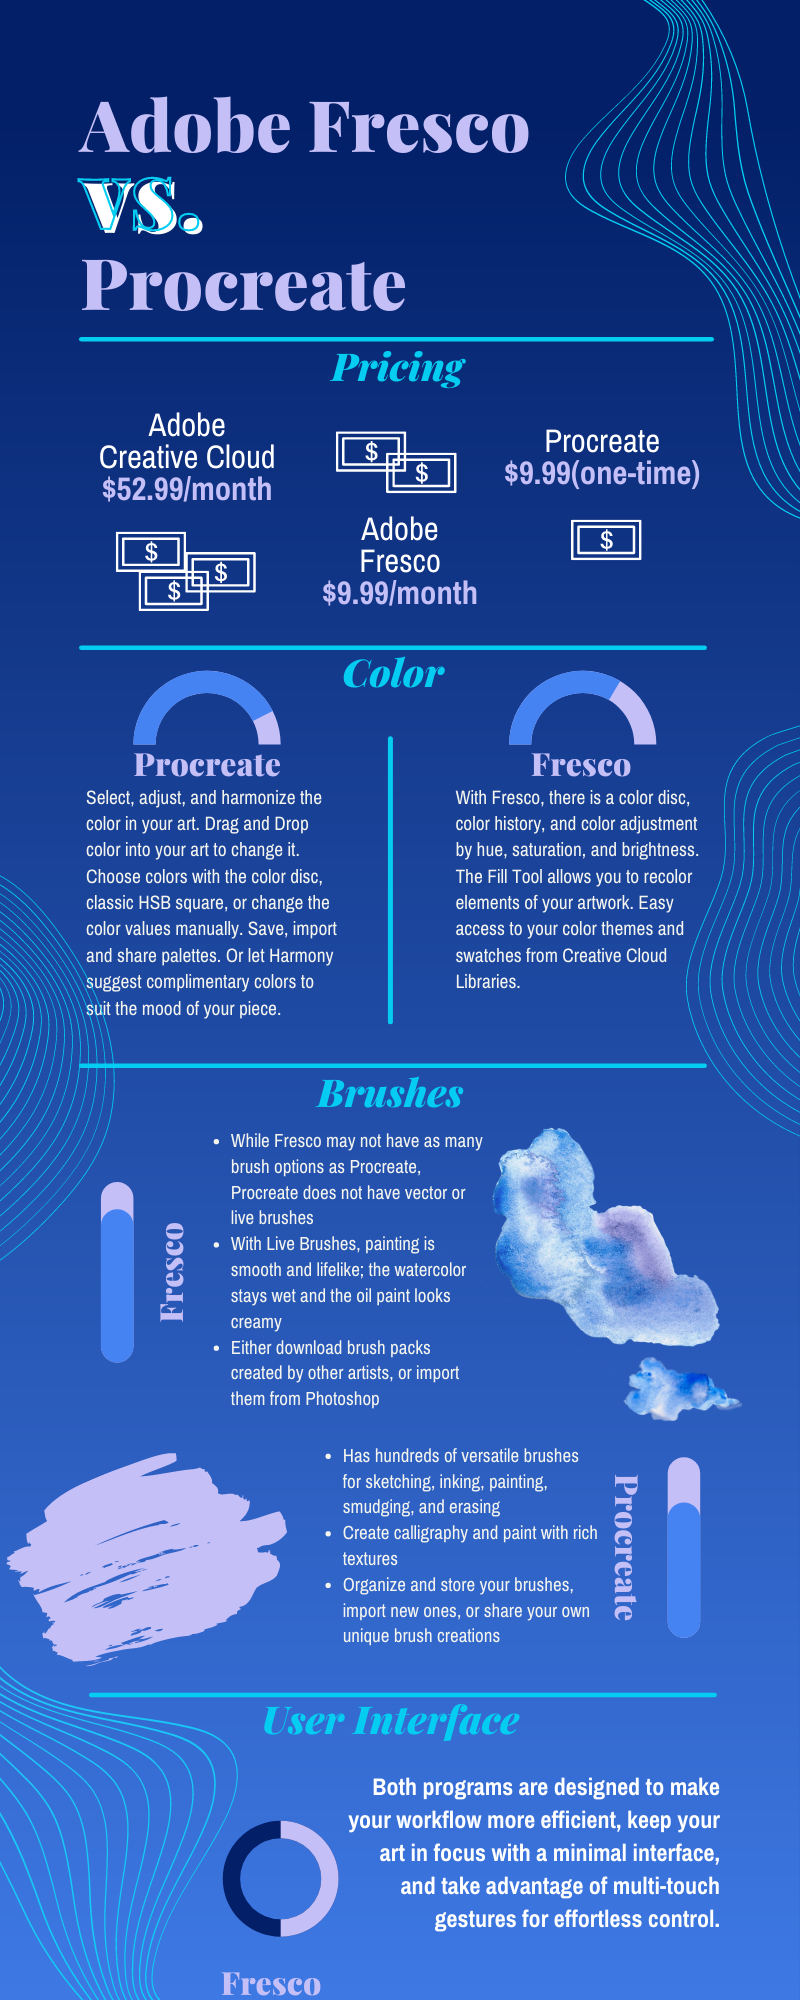 Adobe Fresco
vs.
Procreate
Pricing
Adobe
Creative Cloud
$52.99/month
$
$
$
$
$
Adobe
Fresco
$9.99/month
Procreate
$9.99(one-time)
$
Color
Procreate
Select, adjust, and harmonize the
color in your art. Drag and Drop
color into your art to change it.
Choose colors with the color disc,
classic HSB square, or change the
color values manually. Save, import
and share palettes. Or let Harmony
suggest complimentary colors to
suit the mood of your piece.
Fresco
With Fresco, there is a color disc,
color history, and color adjustment
by hue, saturation, and brightness.
The Fill Tool allows you to recolor
elements of your artwork. Easy
access to your color themes and
swatches from Creative Cloud
Libraries.
Brushes
Fresco
• While Fresco may not have as many
brush options as Procreate,
Procreate does not have vector or
live brushes
• With Live Brushes, painting is
smooth and lifelike; the watercolor
stays wet and the oil paint looks
creamy
• Either download brush packs
created by other artists, or import
them from Photoshop
• Has hundreds of versatile brushes
for sketching, inking, painting,
smudging, and erasing
• Create calligraphy and paint with rich
textures
• Organize and store your brushes,
import new ones, or share your own
unique brush creations
Procreate
User Interface
Both programs are designed to make
your workflow more efficient, keep your
art in focus with a minimal interface,
and take advantage of multi-touch
gestures for effortless control.
Fresco